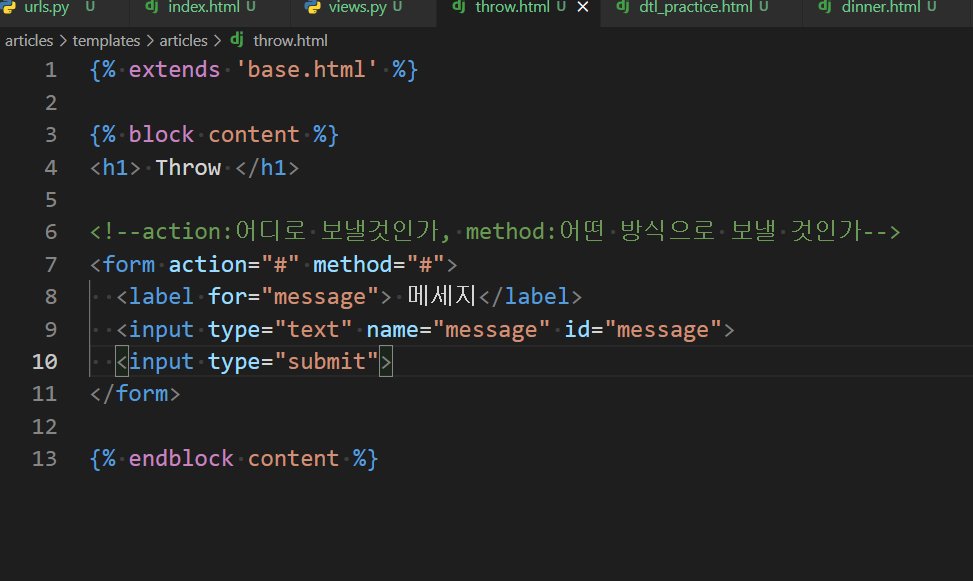 urls.py U index.html U views.py U throw.html U dtl_practice.html U dinner.html U
articles > templates > articles > dj throw.html
1 {% extends 'base.html' %}
2
3 {% block content %}
4 <h1> Throw </h1>
5
6 <!--action:어디로 보낼것인가, method:어떤 방식으로 보낼 것인가-->
7 <form action="#" method="#">
8   <label for="message"> 메세지</label>
9   <input type="text" name="message" id="message">
10   <input type="submit">
11 </form>
12
13 {% endblock content %}